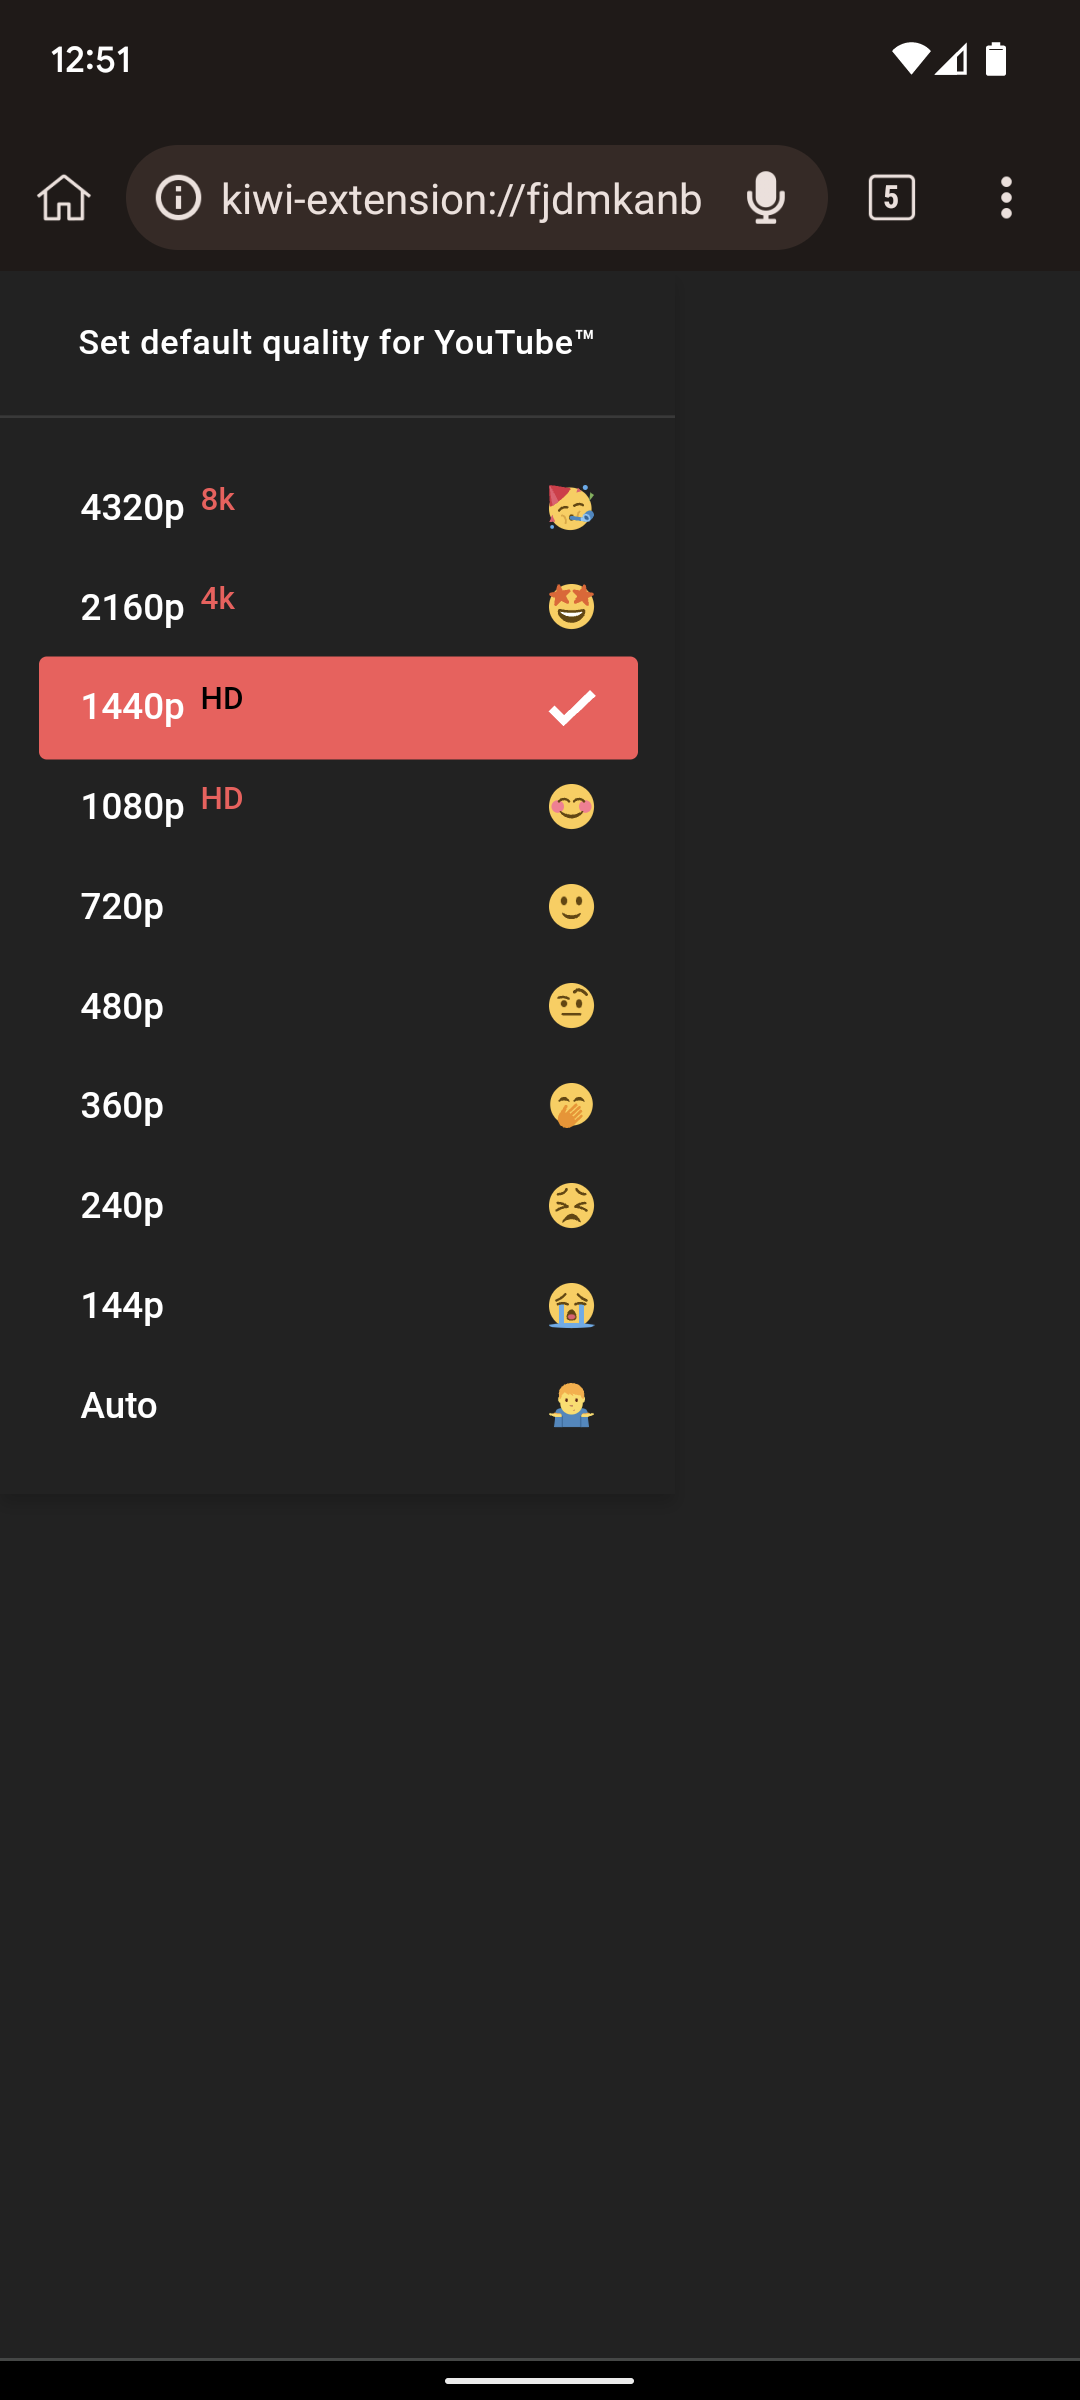 12:51
kiwi-extension://fjdmkanb
5
Set default quality for YouTube™
4320p 8k
2160p 4k
1440p HD
1080p HD
720p
480p
360p
240p
144p
Auto